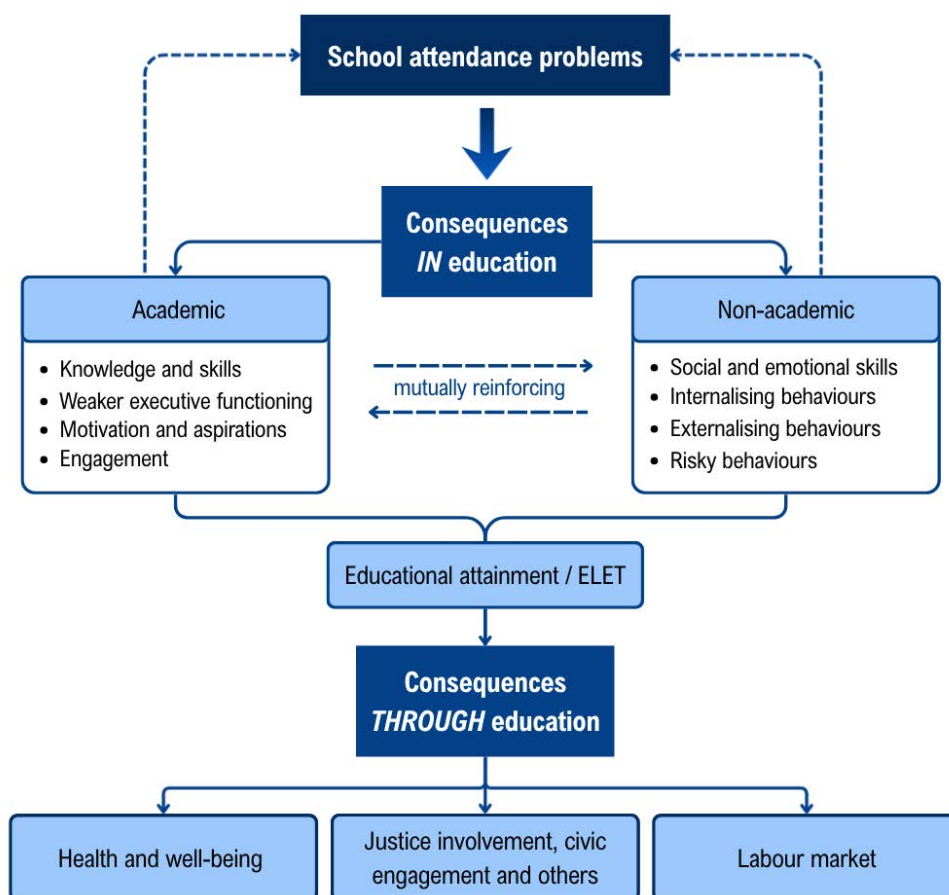 School attendance problems
Consequences
IN education
Academic
• Knowledge and skills
• Weaker executive functioning
• Motivation and aspirations
• Engagement
mutually reinforcing
Non-academic
• Social and emotional skills
• Internalising behaviours
• Externalising behaviours
• Risky behaviours
Educational attainment / ELET
Consequences
THROUGH education
Health and well-being
Justice involvement, civic
engagement and others
Labour market